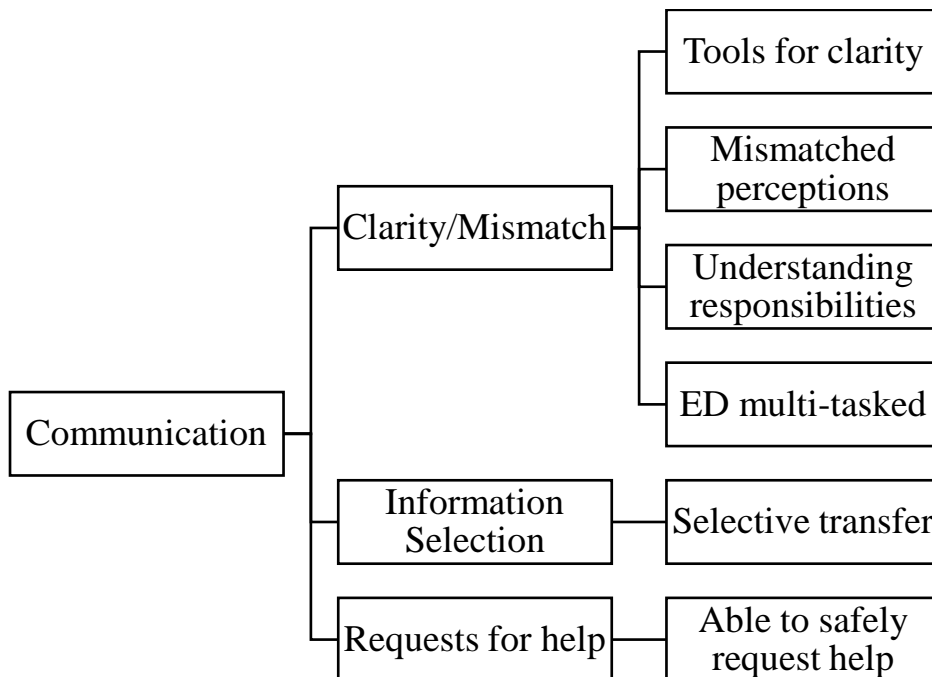 Tools for clarity
Mismatched
perceptions
Clarity/Mismatch
Understanding
responsibilities
ED multi-tasked
Communication
Information
Selection
Selective transfer
Requests for help
Able to safely
request help